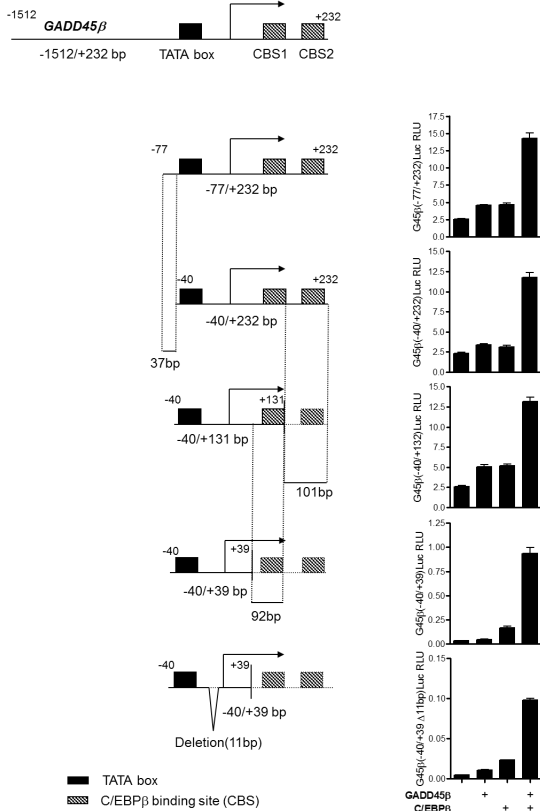 -1512
GADD45β
+232
-1512/+232 bp
TATA box
CBS1
CBS2
-77
+232
-77/+232 bp
17.5
15.0
12.5
10.0
7.5
5.0
2.5
0.0
G45β(-77/+232)Luc RLU
-40
+232
-40/+232 bp
37bp
15.0
12.5
10.0
7.5
5.0
2.5
0.0
G45β(-40/+232)Luc RLU
-40
+131
-40/+131 bp
101bp
15.0
12.5
10.0
7.5
5.0
2.5
0.0
G45β(-40/+132)Luc RLU
-40
+39
-40/+39 bp
92bp
1.25
1.00
0.75
0.50
0.25
0.00
G45β(-40/+39)Luc RLU
-40
+39
-40/+39 bp
Deletion(11bp)
0.15
0.10
0.05
0.00
G45β(-40/+39 Δ11bp)Luc RLU
TATA box
C/EBPβ binding site (CBS)
GADD45β + +
C/EBPβ + +